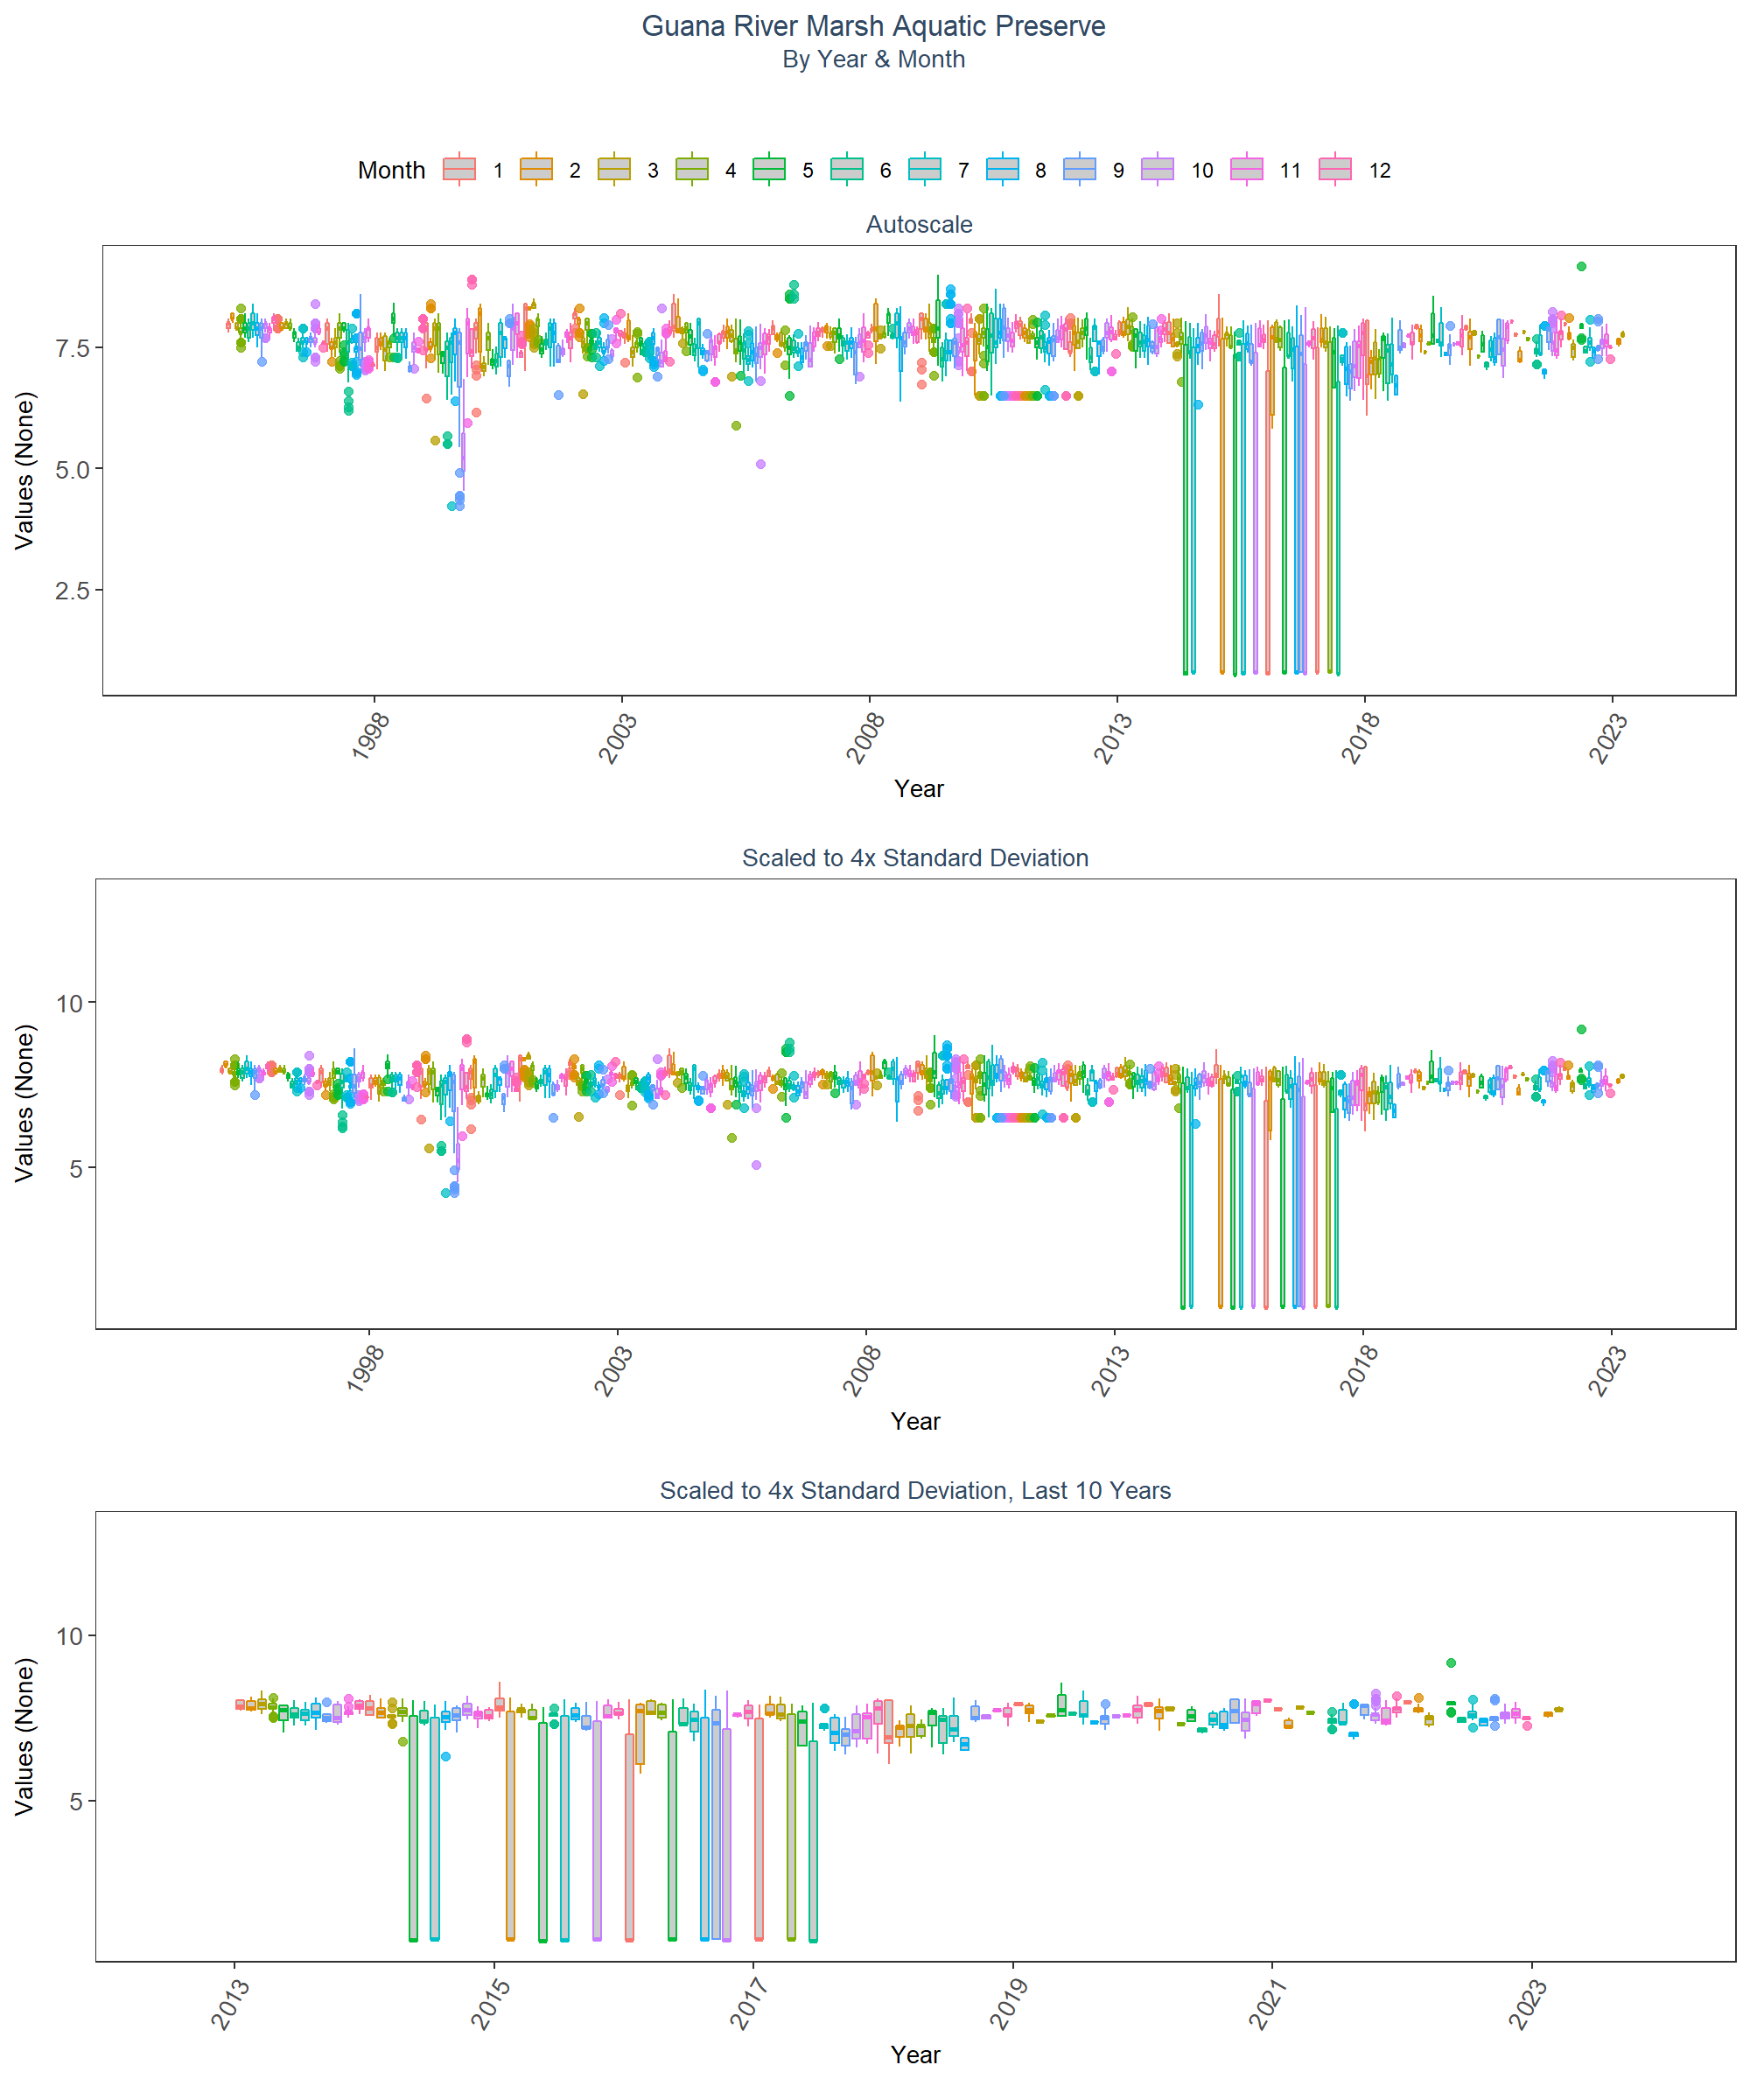 Guana River Marsh Aquatic Preserve
By Year & Month
Month 1 2 3 4 5 6 7 8 9 10 11 12
Autoscale
Values (None)
7.5
5.0
2.5
1998 2003 2008 2013 2018 2023
Year
Scaled to 4x Standard Deviation
Values (None)
10
5
1998 2003 2008 2013 2018 2023
Year
Scaled to 4x Standard Deviation, Last 10 Years
Values (None)
10
5
2013 2015 2017 2019 2021 2023
Year